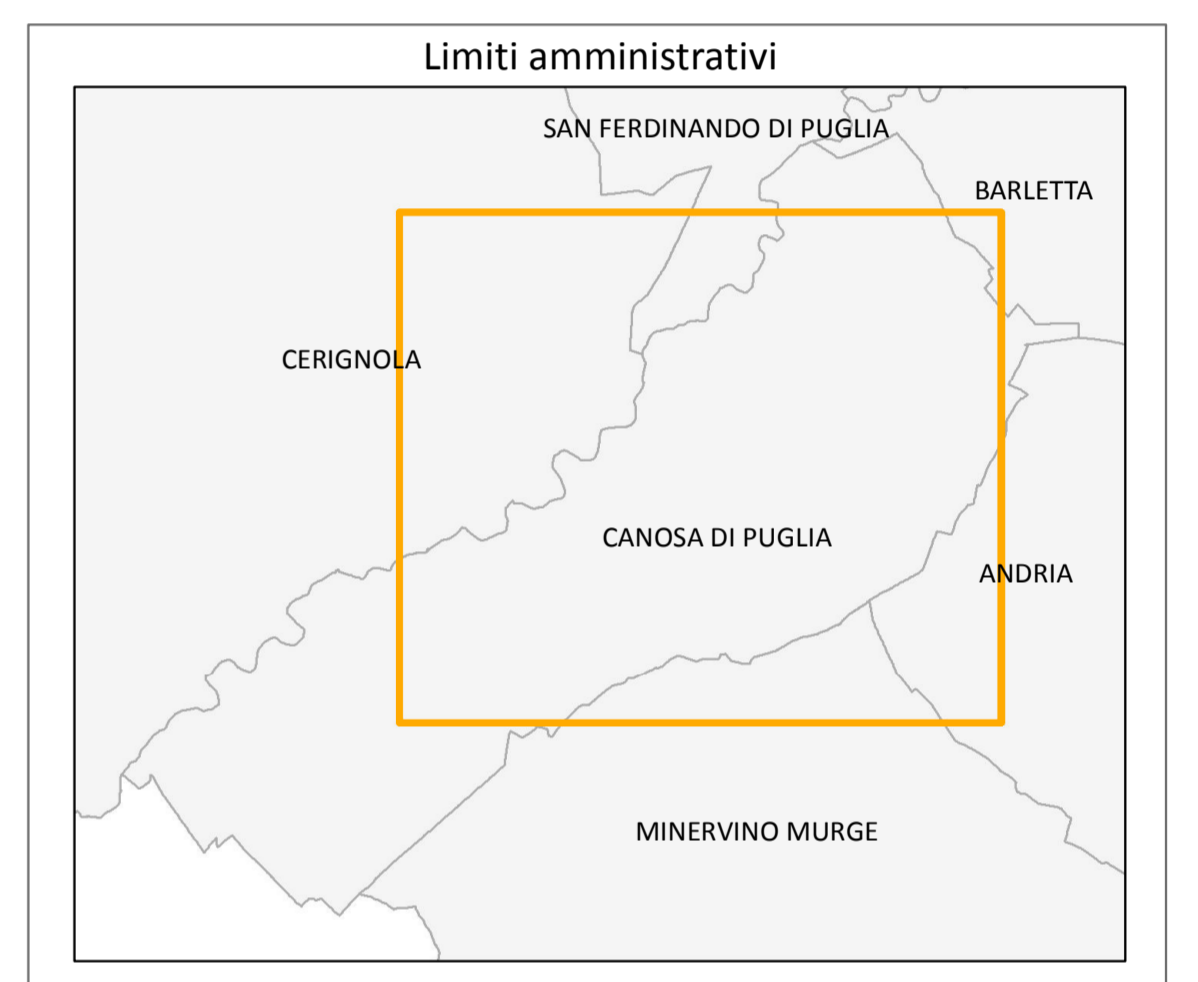 Limiti amministrativi
SAN FERDINANDO DI PUGLIA
BARLETTA
CERIGNOLA
CANOSA DI PUGLIA
ANDRIA
MINERVINO MURGE